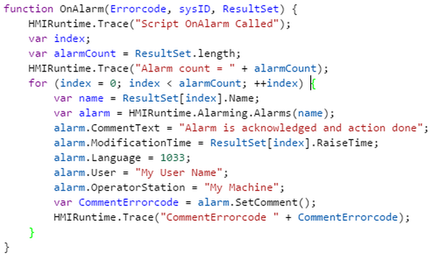 function OnAlarm(Errorcode, sysID, ResultSet) {
HMIRuntime.Trace("Script OnAlarm Called");
var index;
var alarmCount = ResultSet.length;
HMIRuntime.Trace("Alarm count = " + alarmCount);
for (index = 0; index < alarmCount; ++index) {
var name = ResultSet[index].Name;
var alarm = HMIRuntime.Alarming.Alarms(name);
alarm.CommentText = "Alarm is acknowledged and action done";
alarm.ModificationTime = ResultSet[index].RaiseTime;
alarm.Language = 1033;
alarm.User = "My User Name";
alarm.OperatorStation = "My Machine";
var CommentErrorcode = alarm.SetComment();
HMIRuntime.Trace("CommentErrorcode " + CommentErrorcode);
}
}